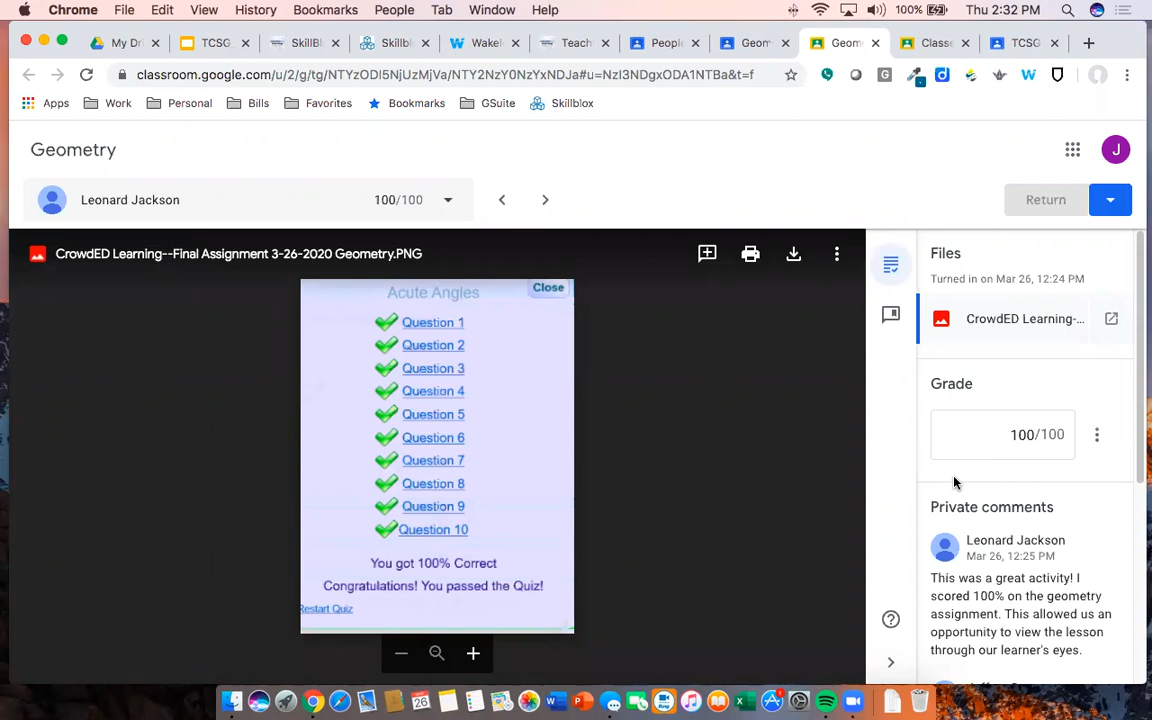 Chrome File Edit View History Bookmarks People Tab Window Help 100% Thu 2:32 PM
My Dri TCSG_ SkillBl Skillbl Wakel Teach People Geom Geom Classe TCSG
classroom.google.com/u/2/g/tg/NTYzODI5NjUzMjVa/NTY2NzY0NzYxNDJa#u=NzI3NDgxODA1NTBa&t=f
Apps Work Personal Bills Favorites Bookmarks GSuite Skillblox
Geometry
J
Leonard Jackson 100/100
Return
CrowdED Learning--Final Assignment 3-26-2020 Geometry.PNG
Acute Angles
Close
Question 1
Question 2
Question 3
Question 4
Question 5
Question 6
Question 7
Question 8
Question 9
Question 10
You got 100% Correct
Congratulations! You passed the Quiz!
Restart Quiz
Files
Turned in on Mar 26, 12:24 PM
CrowdED Learning-...
Grade
100/100
Private comments
Leonard Jackson
Mar 26, 12:25 PM
This was a great activity! I
scored 100% on the geometry
assignment. This allowed us an
opportunity to view the lesson
through our learner's eyes.